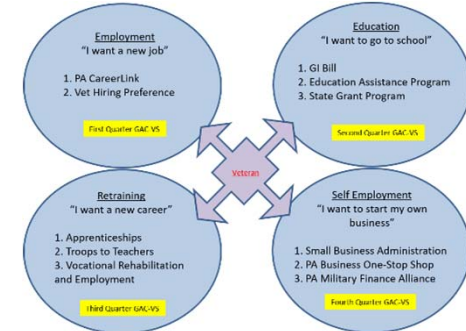 Employment
"I want a new job"
1. PA CareerLink
2. Vet Hiring Preference
First Quarter GAC-VS
Education
"I want to go to school"
1. GI Bill
2. Education Assistance Program
3. State Grant Program
Second Quarter GAC-VS
Veteran
Retraining
"I want a new career"
1. Apprenticeships
2. Troops to Teachers
3. Vocational Rehabilitation
and Employment
Third Quarter GAC-VS
Self Employment
"I want to start my own
business"
1. Small Business Administration
2. PA Business One-Stop Shop
3. PA Military Finance Alliance
Fourth Quarter GAC-VS